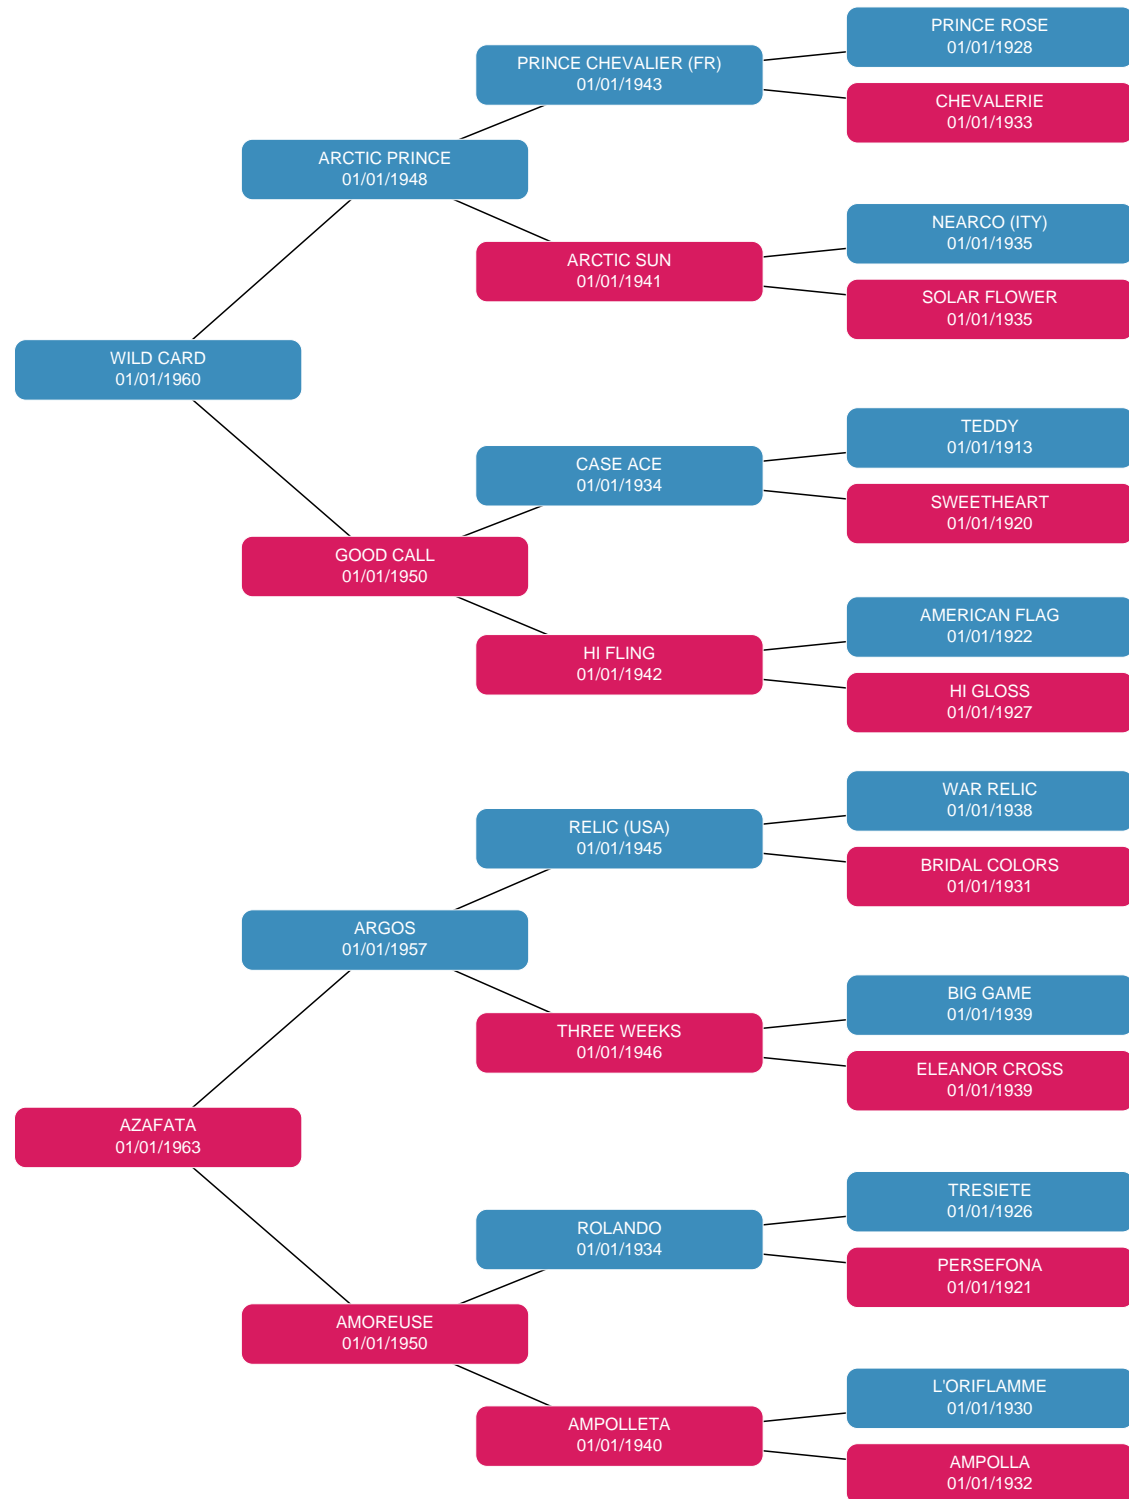 PRINCE ROSE
01/01/1928
PRINCE CHEVALIER (FR)
01/01/1943
CHEVALERIE
01/01/1933
ARCTIC PRINCE
01/01/1948
NEARCO (ITY)
01/01/1935
ARCTIC SUN
01/01/1941
SOLAR FLOWER
01/01/1935
WILD CARD
01/01/1960
TEDDY
01/01/1913
CASE ACE
01/01/1934
SWEETHEART
01/01/1920
GOOD CALL
01/01/1950
AMERICAN FLAG
01/01/1922
HI FLING
01/01/1942
HI GLOSS
01/01/1927
WAR RELIC
01/01/1938
RELIC (USA)
01/01/1945
BRIDAL COLORS
01/01/1931
ARGOS
01/01/1957
BIG GAME
01/01/1939
THREE WEEKS
01/01/1946
ELEANOR CROSS
01/01/1939
AZAFATA
01/01/1963
TRESIETE
01/01/1926
ROLANDO
01/01/1934
PERSEFONA
01/01/1921
AMOREUSE
01/01/1950
L'ORIFLAMME
01/01/1930
AMPOLLETA
01/01/1940
AMPOLLA
01/01/1932